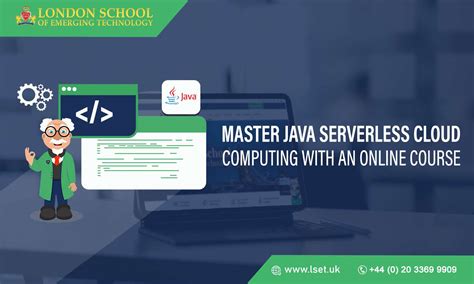 LONDON SCHOOL
OF EMERGING TECHNOLOGY
</>
Java
MASTER JAVA SERVERLESS CLOUD
COMPUTING WITH AN ONLINE COURSE
www.lset.uk
+44 (0) 20 3369 9909